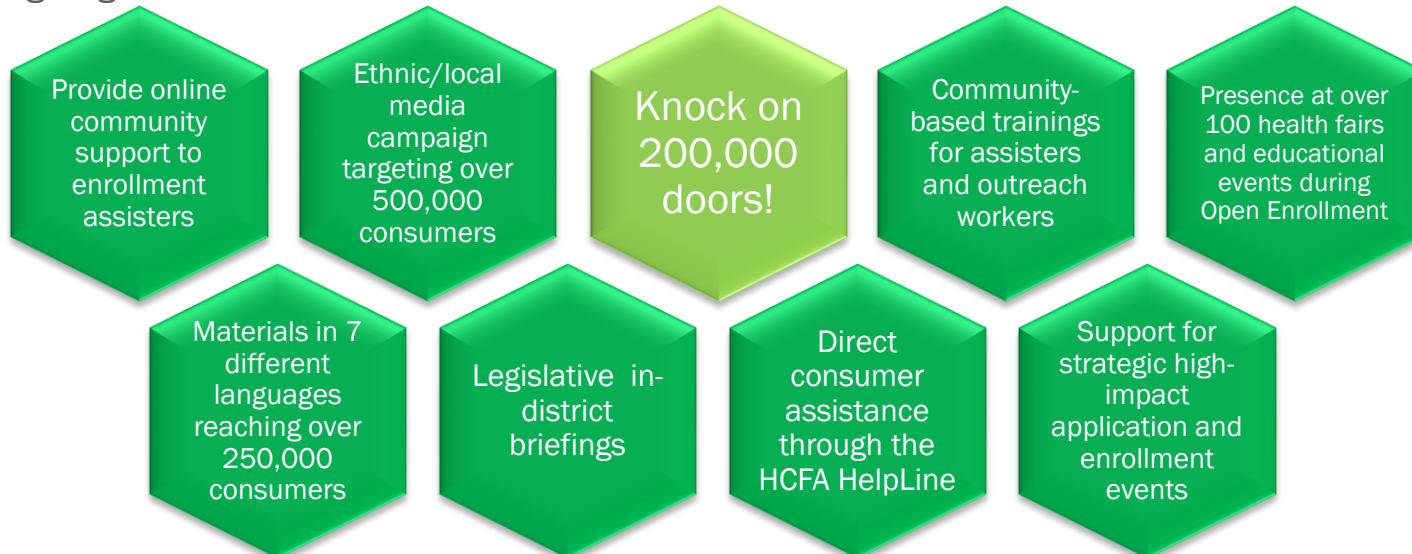 Provide online
community
support to
enrollment
assisters
Ethnic/local
media
campaign
targeting over
500,000
consumers
Knock on
200,000
doors!
Community-
based trainings
for assisters
and outreach
workers
Presence at over
100 health fairs
and educational
events during
Open Enrollment
Materials in 7
different
languages
reaching over
250,000
consumers
Legislative in-
district
briefings
Direct
consumer
assistance
through the
HCFA HelpLine
Support for
strategic high-
impact
application and
enrollment
events